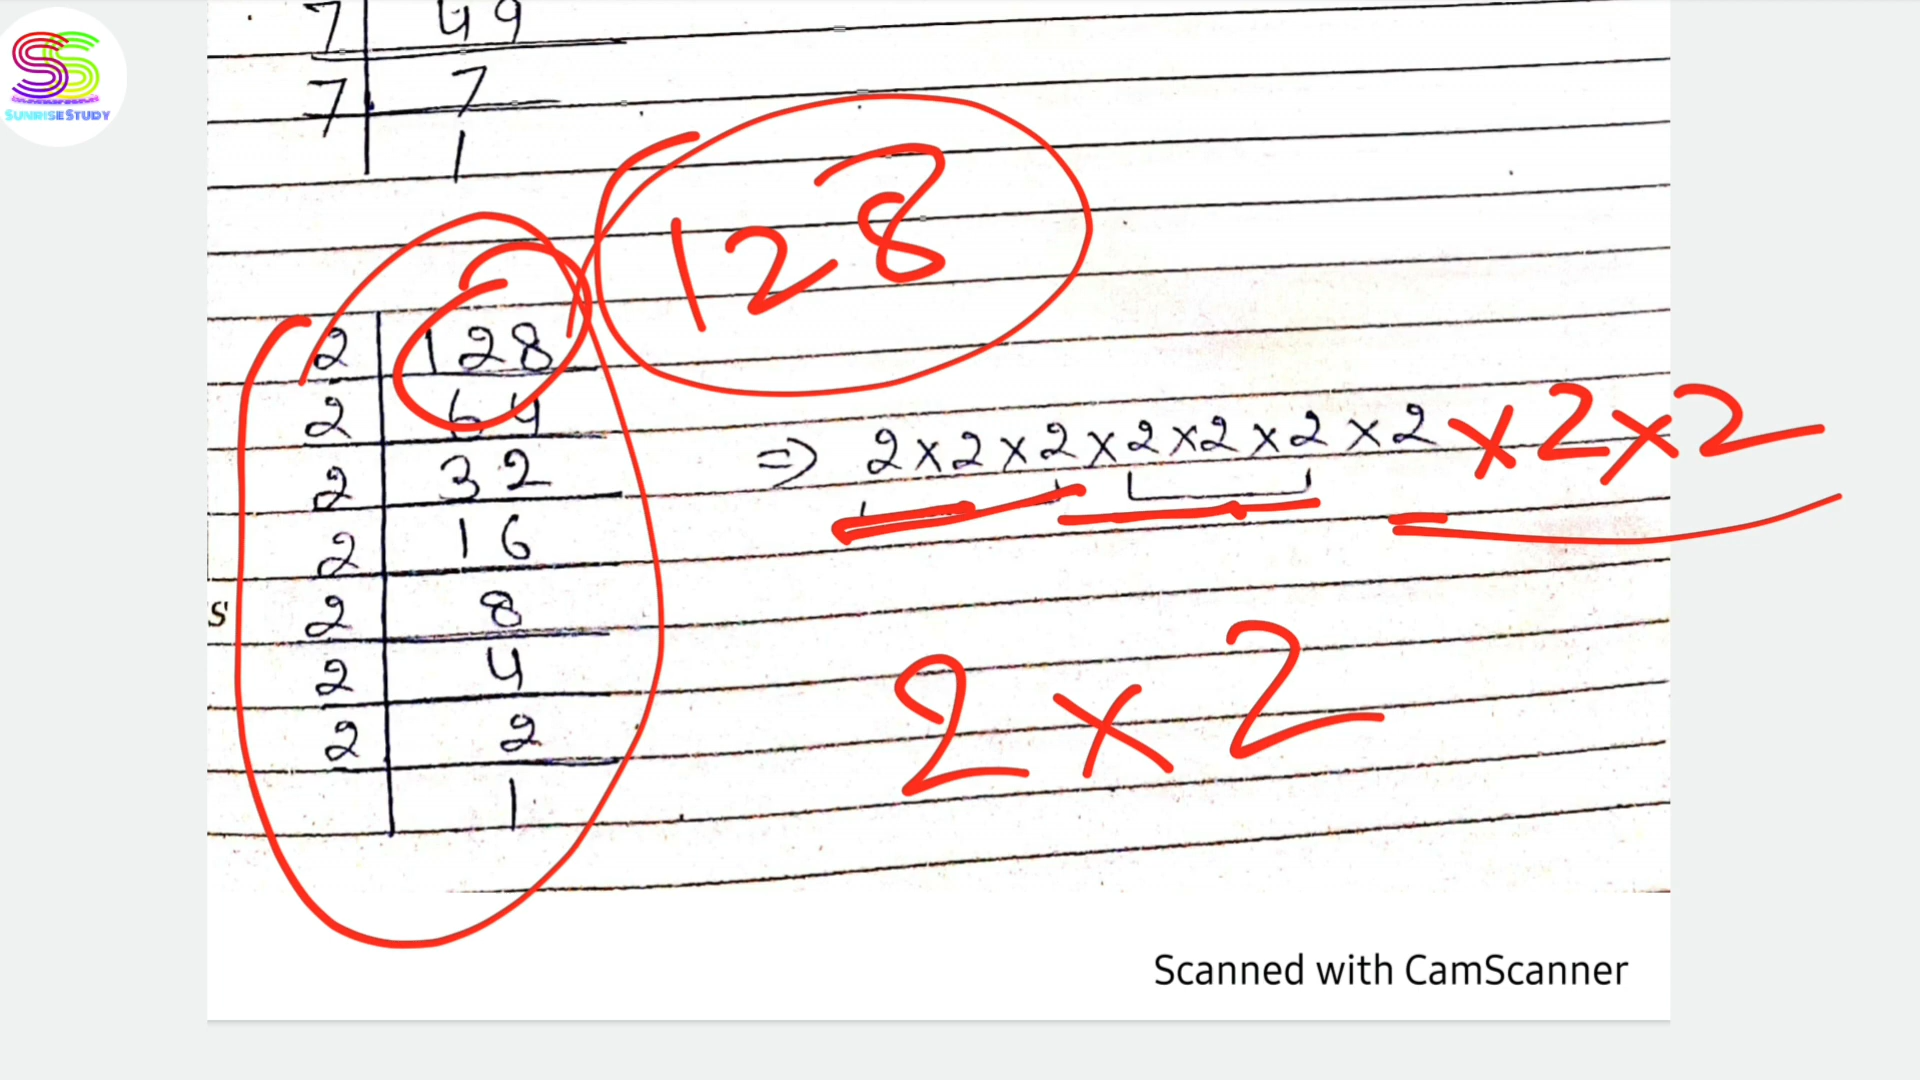 SS
SUNRISE STUDY
7 | 49
7 | 7
1
128
2 | 128
2 | 64
2 | 32
2 | 16
2 | 8
2 | 4
2 | 2
1
⇒ 2×2×2×2×2×2×2 ×2×2
S'
2×2
Scanned with CamScanner